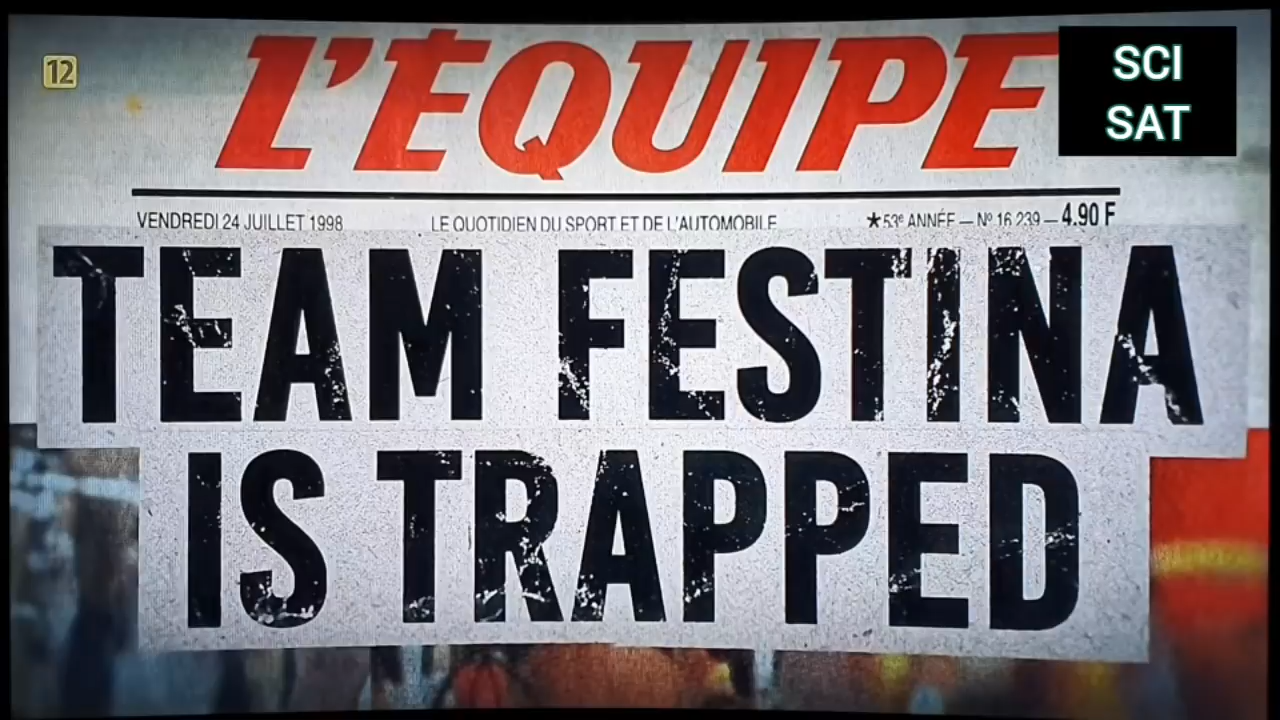 12
L'ÉQUIPE
SCI
SAT
VENDREDI 24 JUILLET 1998
LE QUOTIDIEN DU SPORT ET DE L'AUTOMOBILE
★ 53e ANNÉE — No 16 239 — 4.90 F
TEAM FESTINA
IS TRAPPED